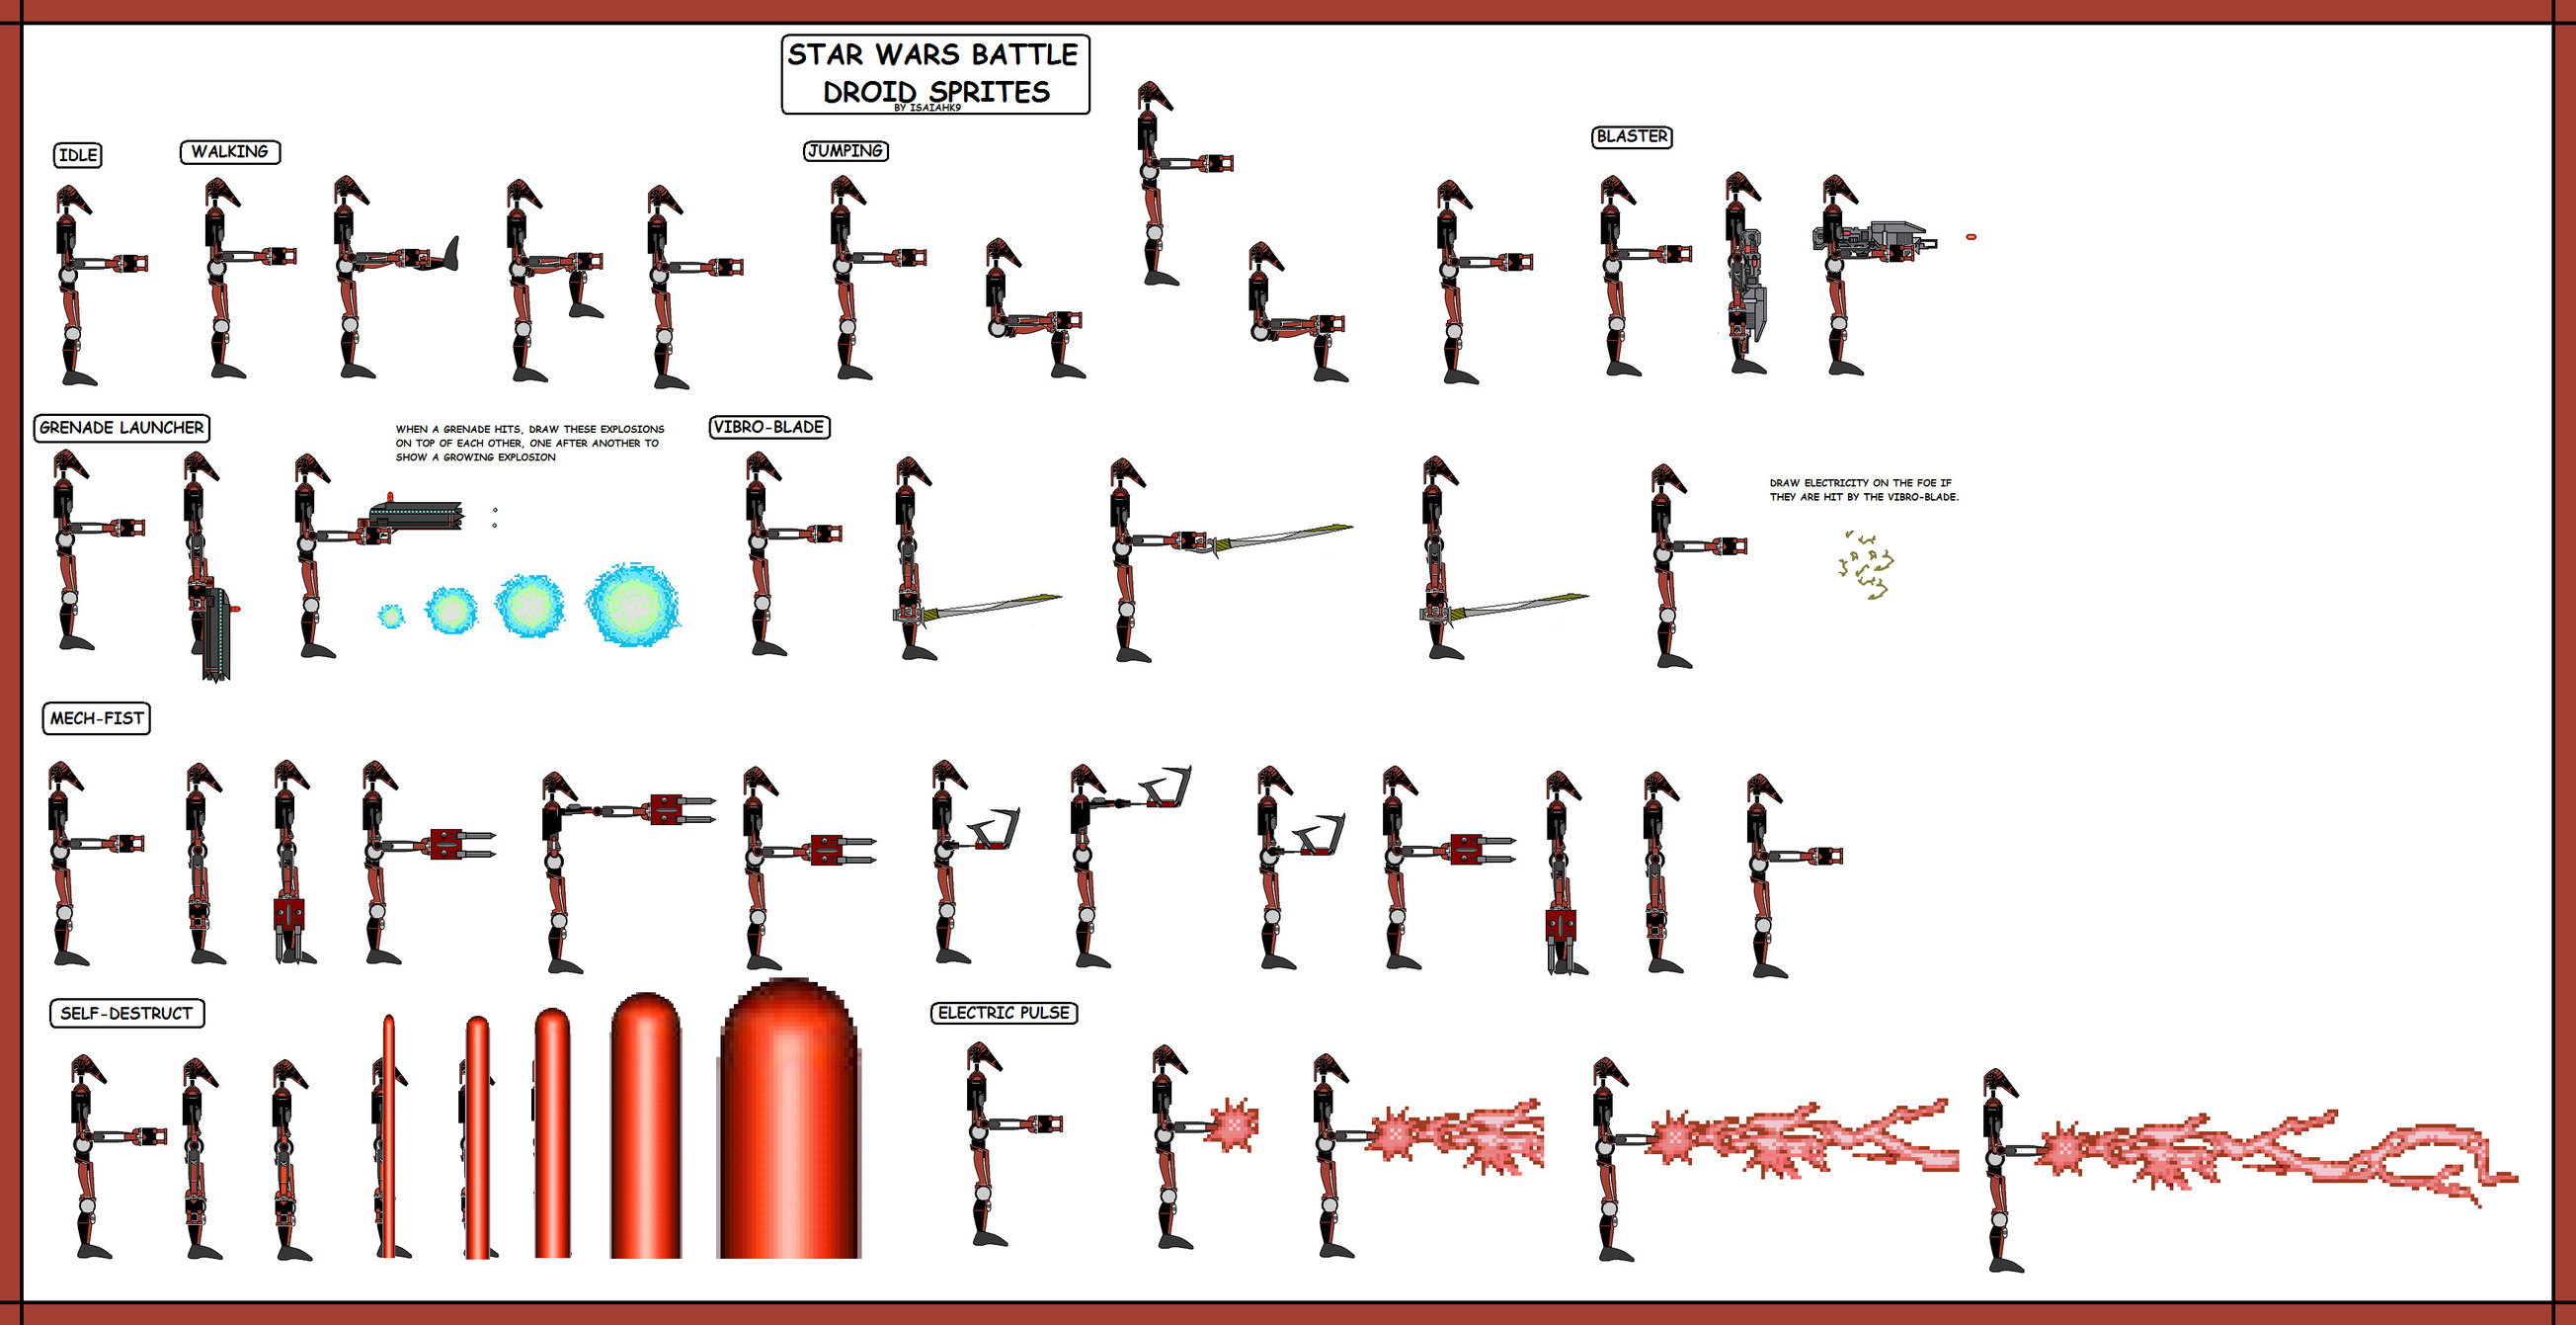 STAR WARS BATTLE
DROID SPRITES
BY ISAIAHK9
IDLE
WALKING
JUMPING
BLASTER
GRENADE LAUNCHER
WHEN A GRENADE HITS, DRAW THESE EXPLOSIONS
ON TOP OF EACH OTHER, ONE AFTER ANOTHER TO
SHOW A GROWING EXPLOSION
VIBRO-BLADE
DRAW ELECTRICITY ON THE FOE IF
THEY ARE HIT BY THE VIBRO-BLADE.
MECH-FIST
SELF-DESTRUCT
ELECTRIC PULSE